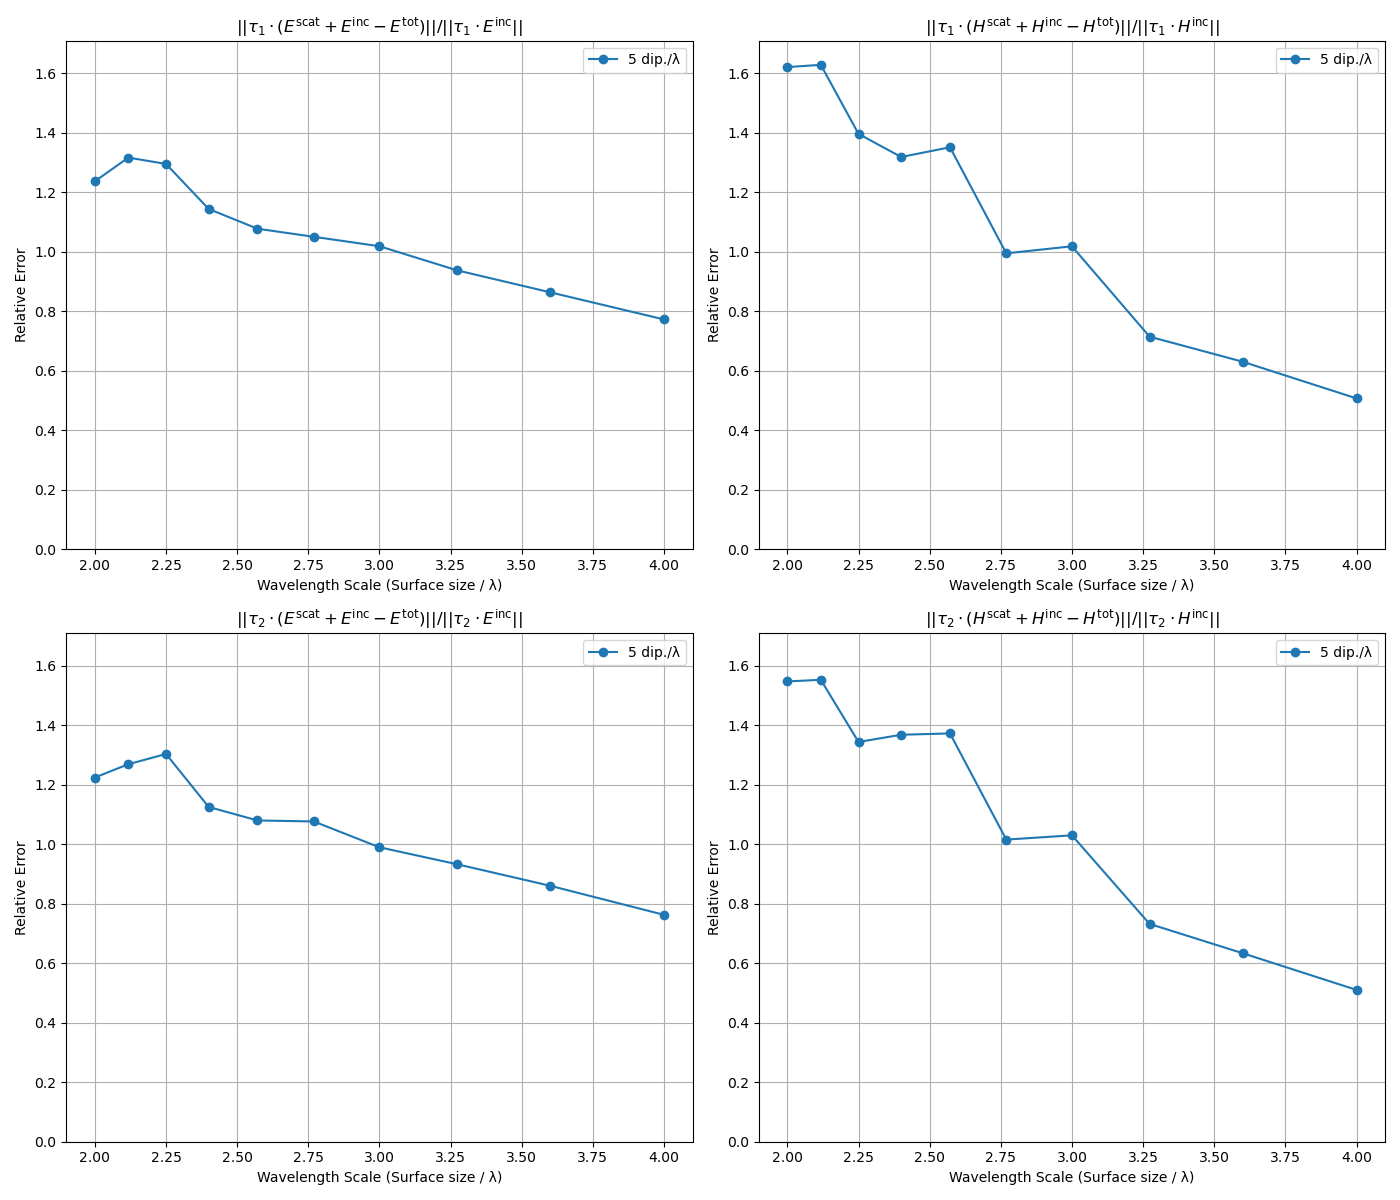 ||τ₁ · (E^scat + E^inc − E^tot)||/||τ₁ · E^inc||
5 dip./λ
1.6
1.4
1.2
1.0
0.8
0.6
0.4
0.2
0.0
Relative Error
2.00 2.25 2.50 2.75 3.00 3.25 3.50 3.75 4.00
Wavelength Scale (Surface size / λ)
||τ₁ · (H^scat + H^inc − H^tot)||/||τ₁ · H^inc||
5 dip./λ
1.6
1.4
1.2
1.0
0.8
0.6
0.4
0.2
0.0
Relative Error
2.00 2.25 2.50 2.75 3.00 3.25 3.50 3.75 4.00
Wavelength Scale (Surface size / λ)
||τ₂ · (E^scat + E^inc − E^tot)||/||τ₂ · E^inc||
5 dip./λ
1.6
1.4
1.2
1.0
0.8
0.6
0.4
0.2
0.0
Relative Error
2.00 2.25 2.50 2.75 3.00 3.25 3.50 3.75 4.00
Wavelength Scale (Surface size / λ)
||τ₂ · (H^scat + H^inc − H^tot)||/||τ₂ · H^inc||
5 dip./λ
1.6
1.4
1.2
1.0
0.8
0.6
0.4
0.2
0.0
Relative Error
2.00 2.25 2.50 2.75 3.00 3.25 3.50 3.75 4.00
Wavelength Scale (Surface size / λ)